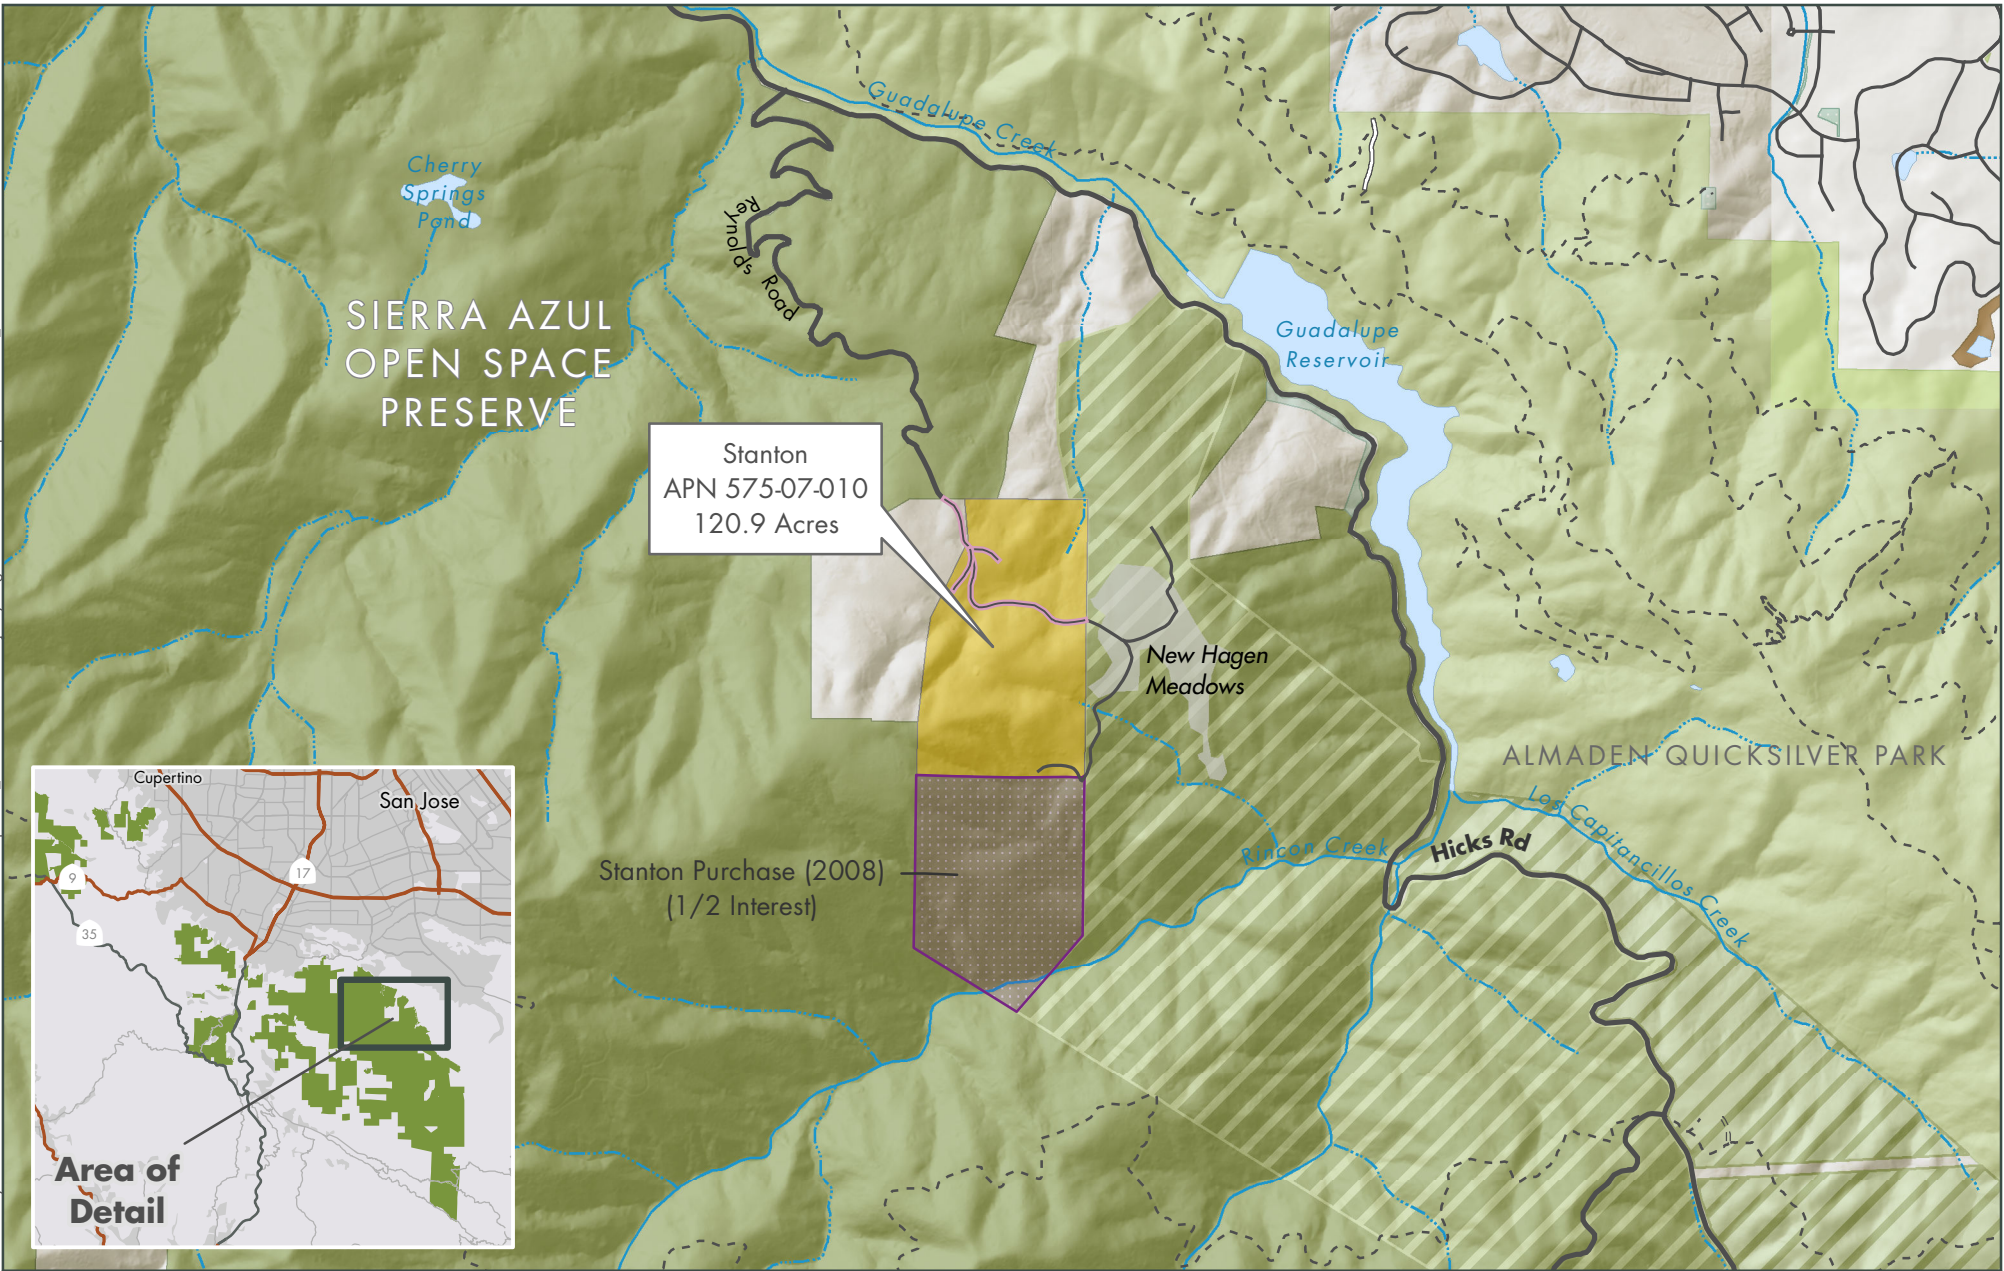 Guadalupe Creek
Cherry
Springs
Pond
Reynolds Road
SIERRA AZUL
OPEN SPACE
PRESERVE
Guadalupe
Reservoir
Stanton
APN 575-07-010
120.9 Acres
New Hagen
Meadows
ALMADEN QUICKSILVER PARK
Los Capitancillos Creek
Hicks Rd
Rincon Creek
Stanton Purchase (2008)
(1/2 Interest)
Cupertino
San Jose
9
17
35
Area of
Detail